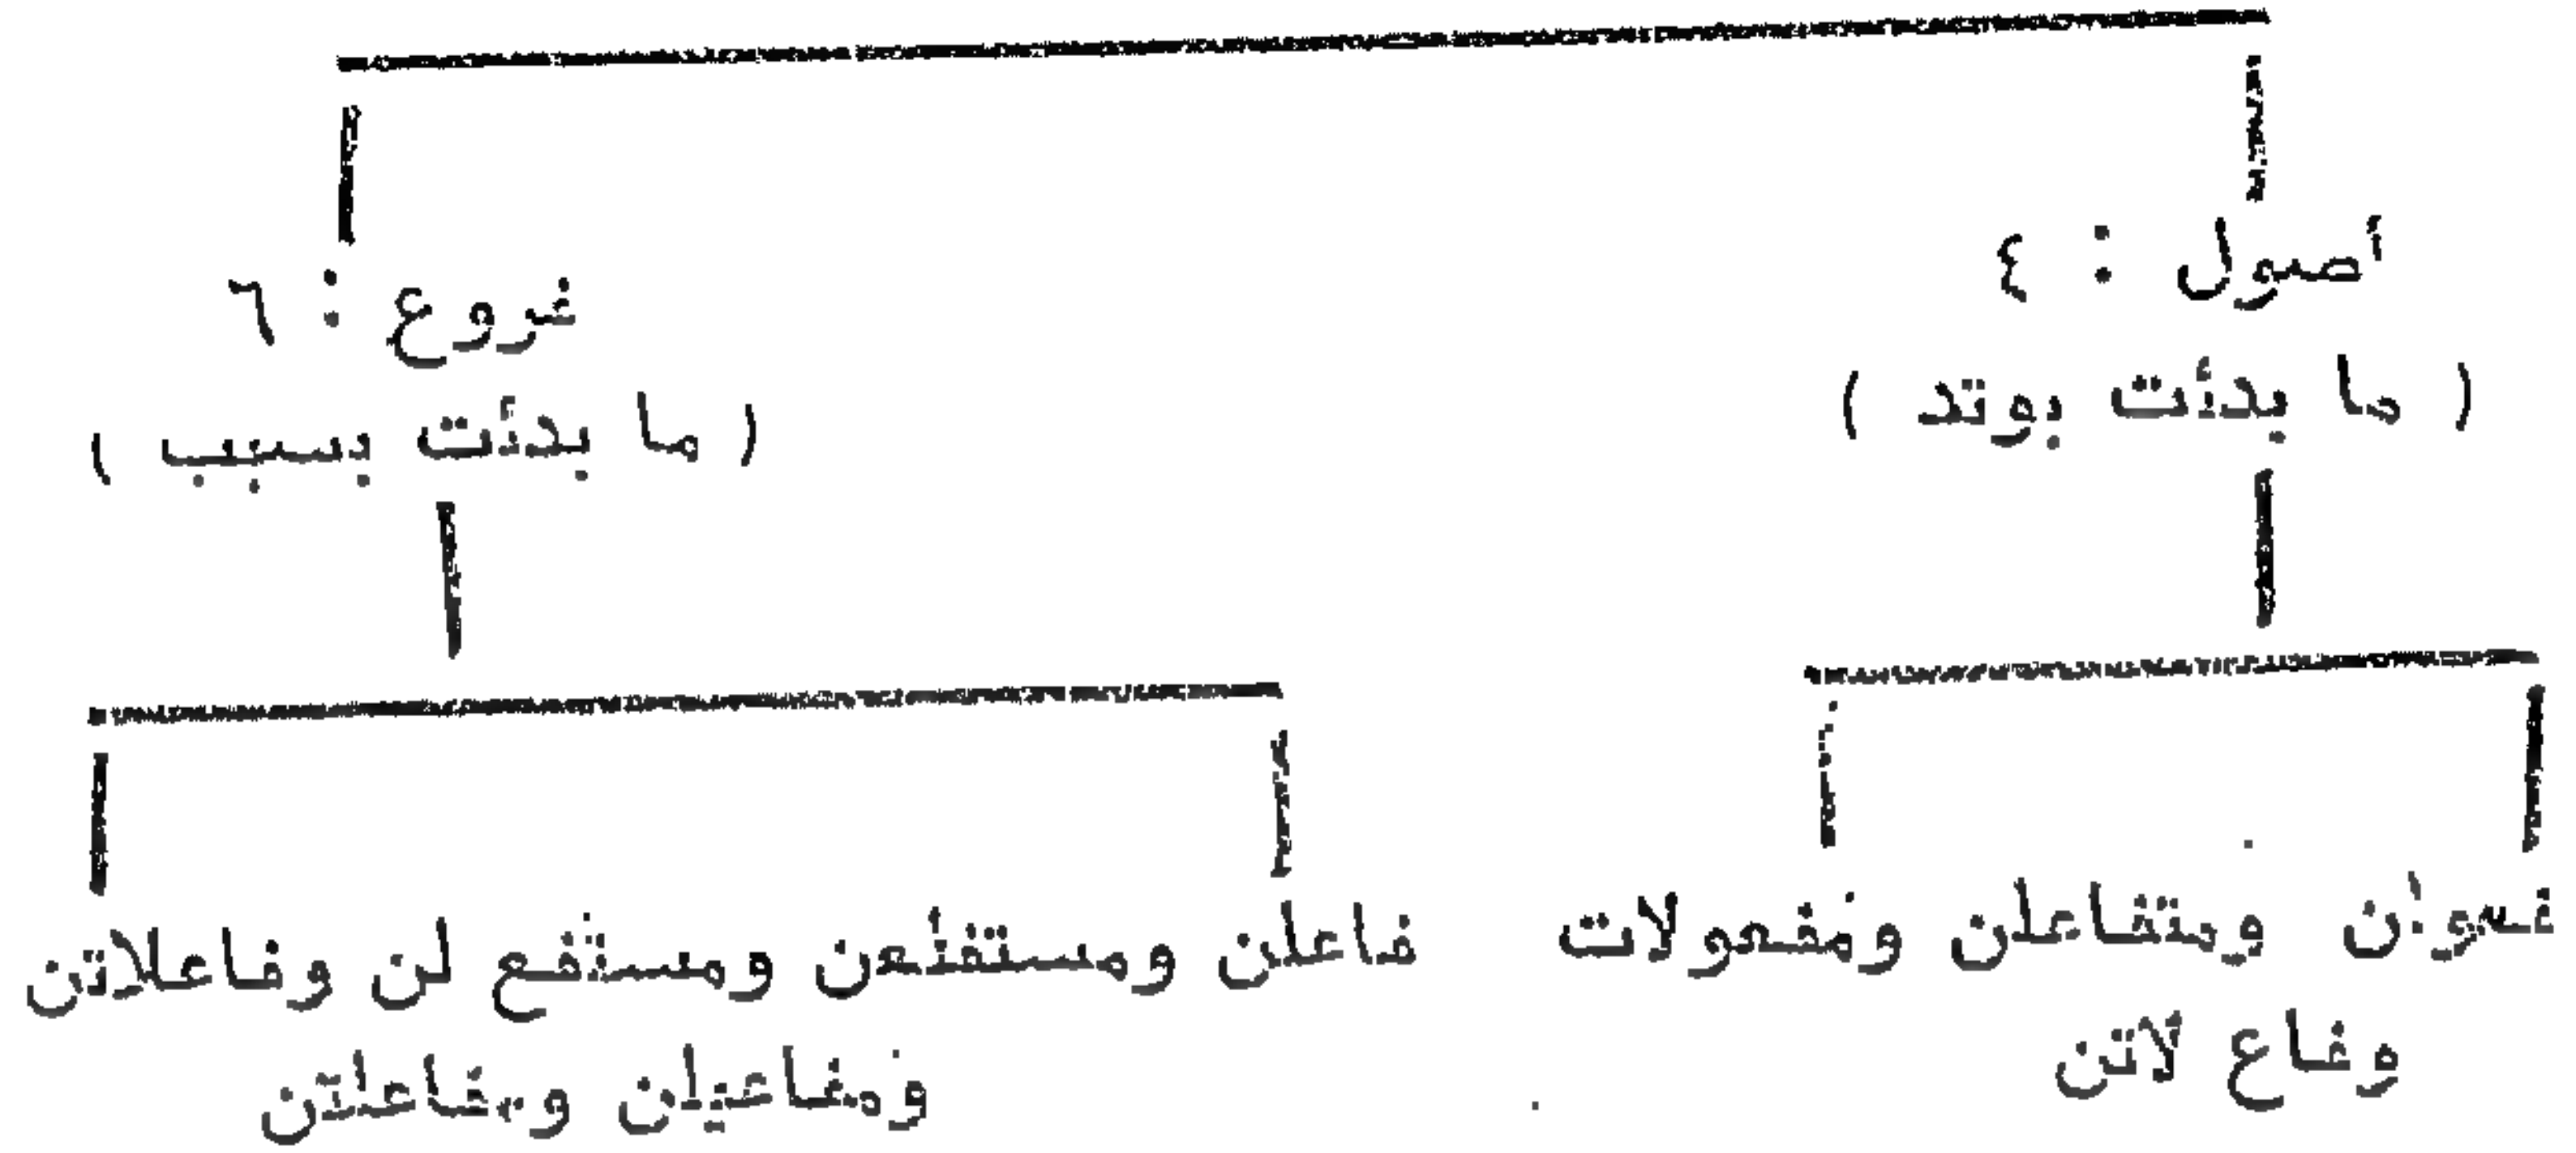 أصول : ٤
( ما بدئت بوتد )
فروع : ٦
( ما بدئت بسبب )
فعولن ومتفاعلن ومفعولات
وفاع لاتن
فاعلن ومستفعلن ومستفع لن وفاعلاتن
ومفاعيلن ومفاعلتن